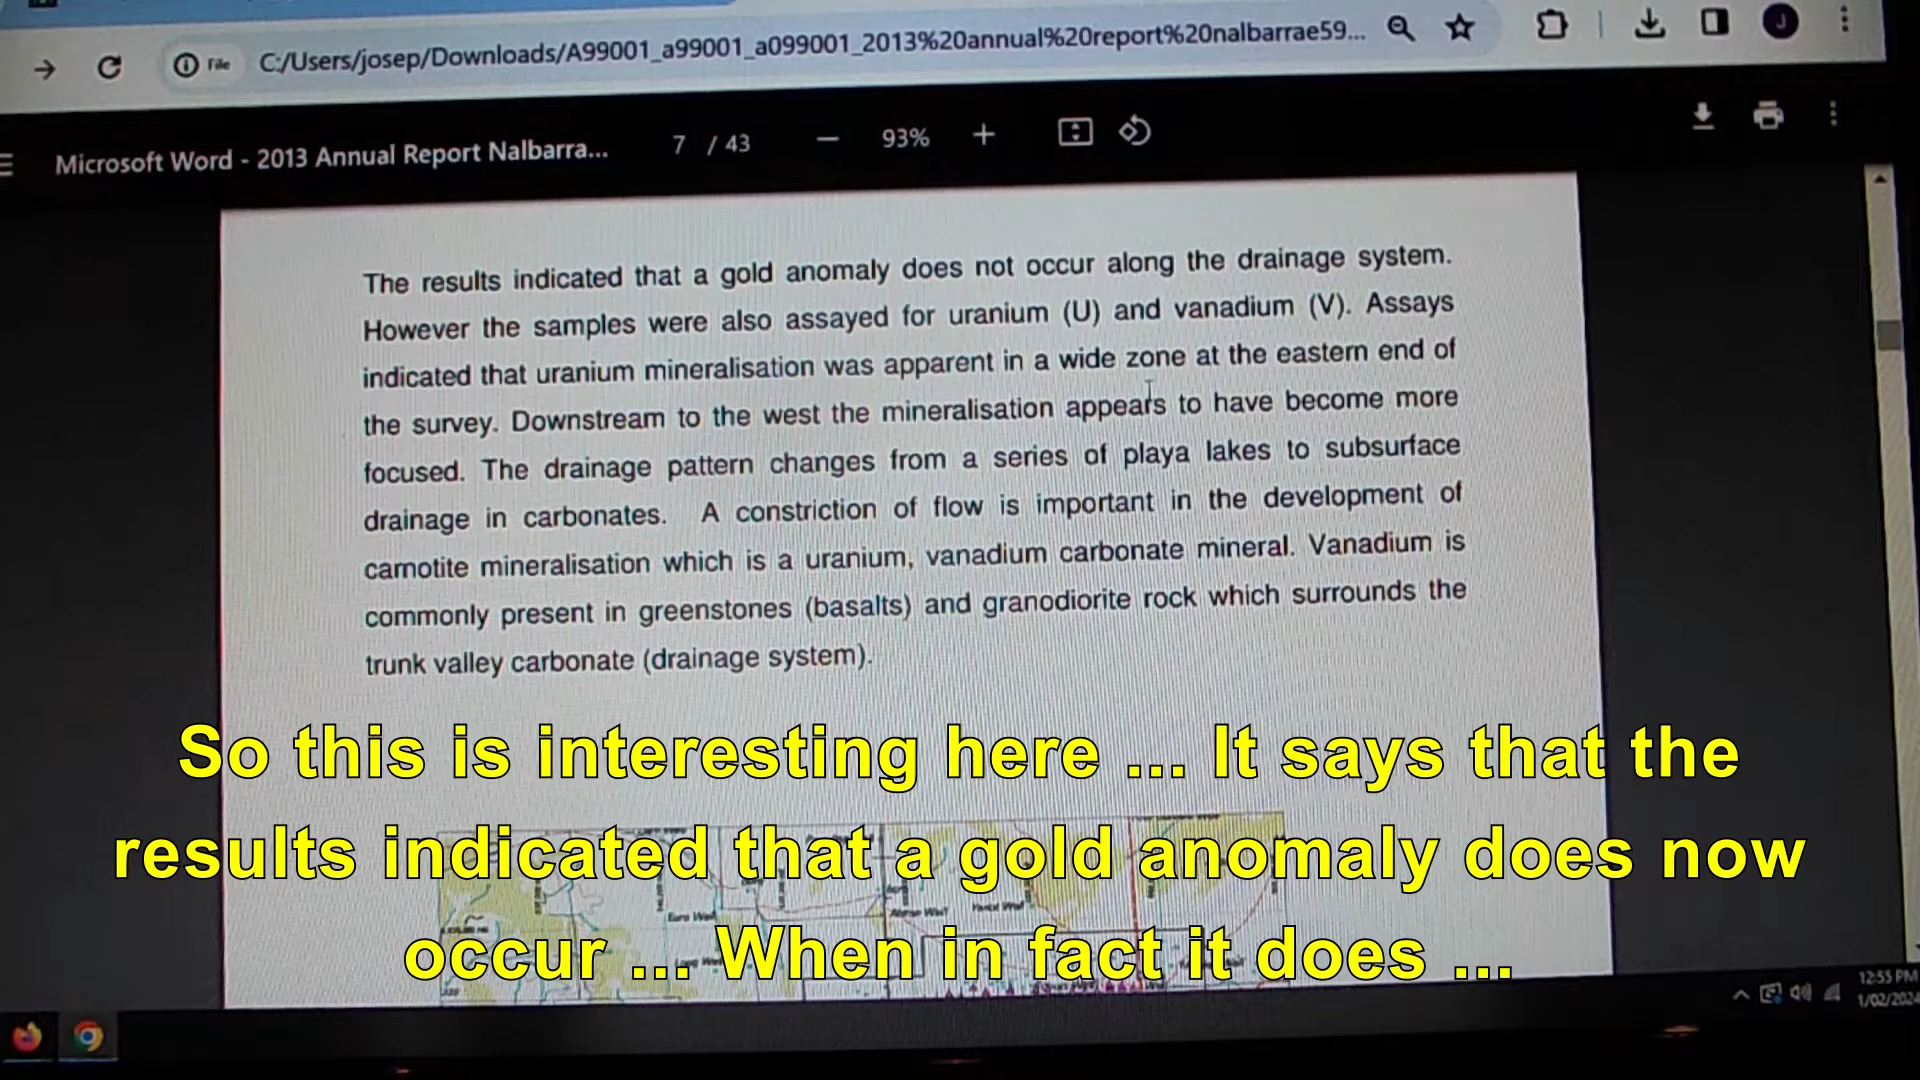 File C:/Users/josep/Downloads/A99001_a99001_a099001_2013%20annual%20report%20nalbarrae59... J
Microsoft Word - 2013 Annual Report Nalbarra... 7 / 43 93%
The results indicated that a gold anomaly does not occur along the drainage system.
However the samples were also assayed for uranium (U) and vanadium (V). Assays
indicated that uranium mineralisation was apparent in a wide zone at the eastern end of
the survey. Downstream to the west the mineralisation appears to have become more
focused. The drainage pattern changes from a series of playa lakes to subsurface
drainage in carbonates. A constriction of flow is important in the development of
carnotite mineralisation which is a uranium, vanadium carbonate mineral. Vanadium is
commonly present in greenstones (basalts) and granodiorite rock which surrounds the
trunk valley carbonate (drainage system).
So this is interesting here ... It says that the
results indicated that a gold anomaly does now
occur ... When in fact it does ...
12:55 PM
1/02/2024